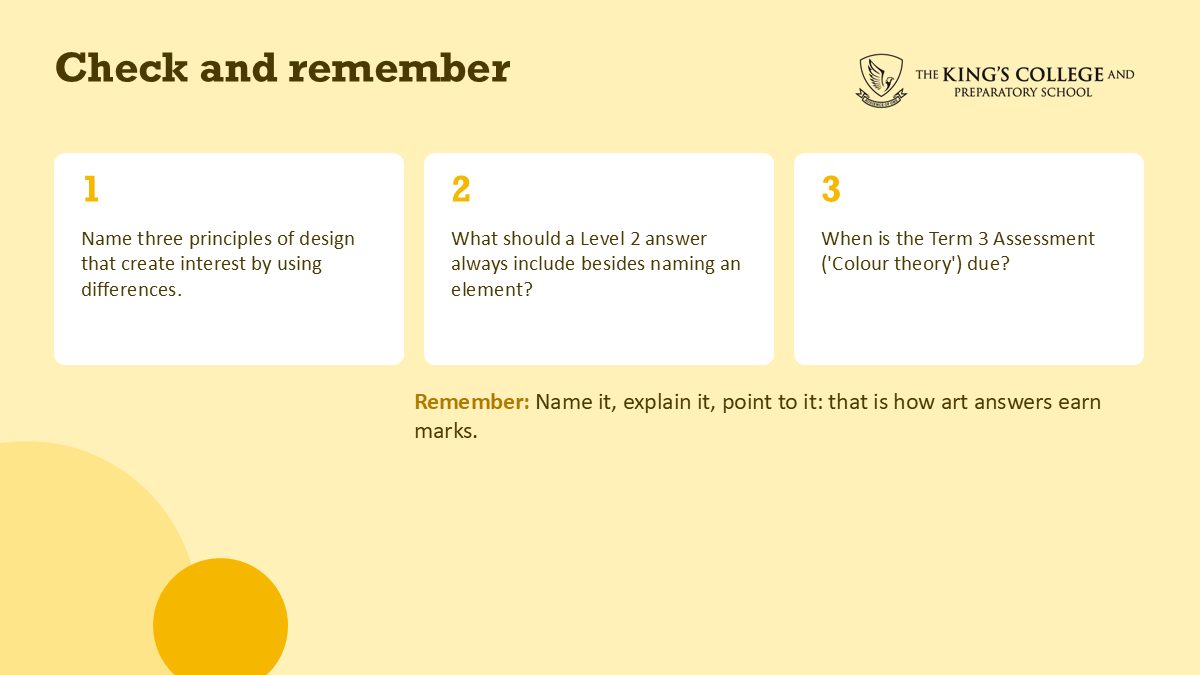 Check and remember
THE KING'S COLLEGE AND
PREPARATORY SCHOOL
1
Name three principles of design
that create interest by using
differences.
2
What should a Level 2 answer
always include besides naming an
element?
3
When is the Term 3 Assessment
('Colour theory') due?
Remember: Name it, explain it, point to it: that is how art answers earn
marks.